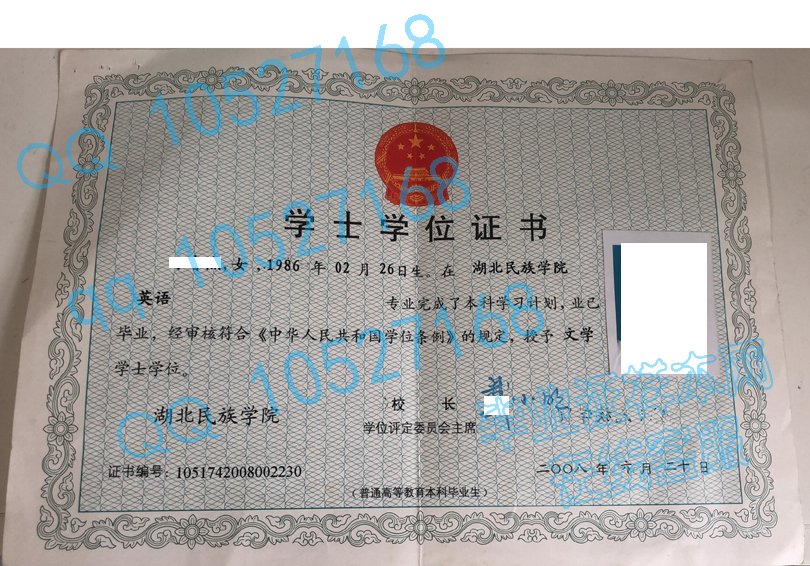 QQ 10527168
学士学位证书
, 女 , 1986 年 02 月 26 日生。在 湖北民族学院
qq 10527168
英语 专业完成了本科学习计划，业已
毕业，经审核符合《中华人民共和国学位条例》的规定，授予 文学
学士学位。
QQ 10527168
湖北民族学院
校 长
学位评定委员会主席
证书编号：1051742008002230
二〇〇八 年 六 月 二十 日
（普通高等教育本科毕业生）